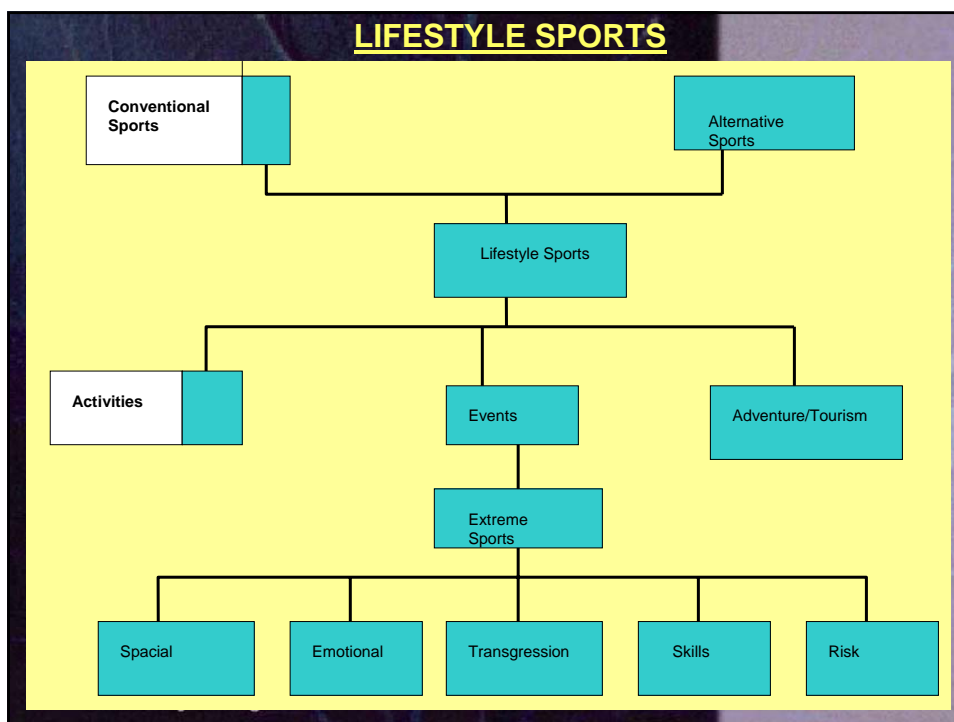 LIFESTYLE SPORTS
Conventional
Sports
Alternative
Sports
Lifestyle Sports
Activities
Events
Adventure/Tourism
Extreme
Sports
Spacial
Emotional
Transgression
Skills
Risk